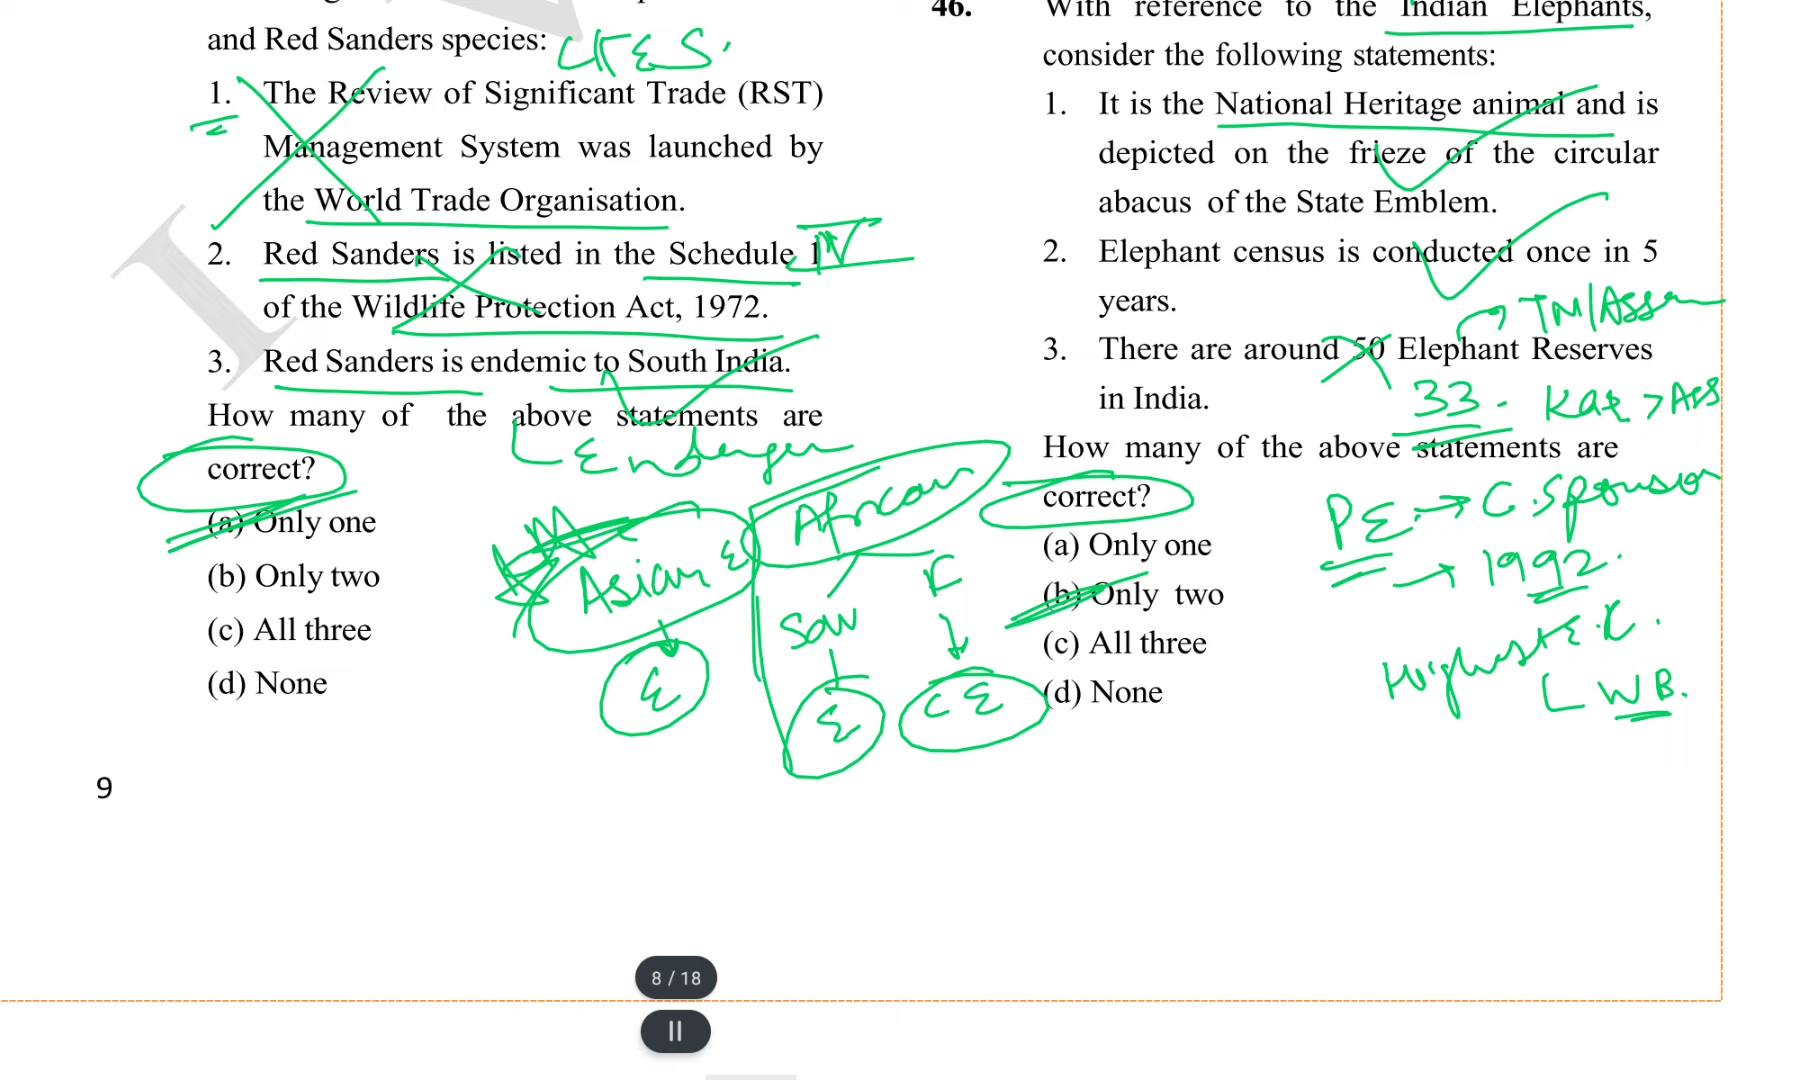 and Red Sanders species:
CITES.
1. The Review of Significant Trade (RST)
Management System was launched by
the World Trade Organisation.
2. Red Sanders is listed in the Schedule
IV
of the Wildlife Protection Act, 1972.
3. Red Sanders is endemic to South India.
How many of the above statements are
correct?
(a) Only one
(b) Only two
(c) All three
(d) None
Asian E
African
E
F
E
CE
9
46. With reference to the Indian Elephants,
consider the following statements:
1. It is the National Heritage animal and is
depicted on the frieze of the circular
abacus of the State Emblem.
2. Elephant census is conducted once in 5
years.
3. There are around 50 Elephant Reserves
in India.
33.
How many of the above statements are
correct?
PE → C. Sponsor
→ 1992.
(a) Only one
(b) Only two
(c) All three
(d) None
Highest E.R.
WB.
8 / 18